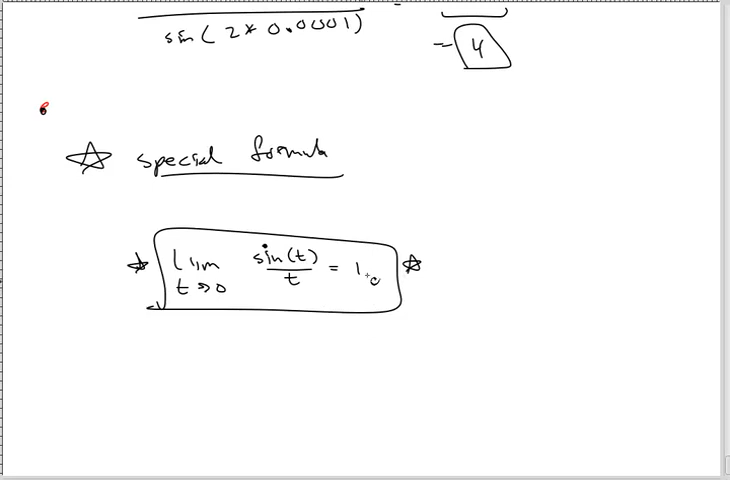 sin( 2* 0.0001)
= 4
☆ special formula
☆ lim t→0 sin(t)/t = 1. ☆